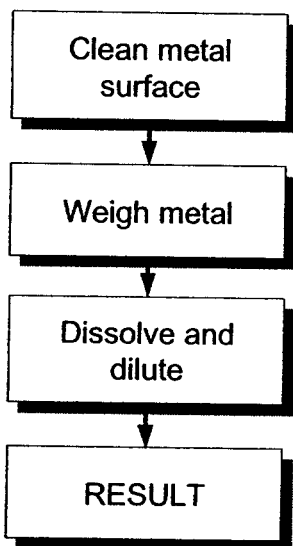 Clean metal
surface
Weigh metal
Dissolve and
dilute
RESULT